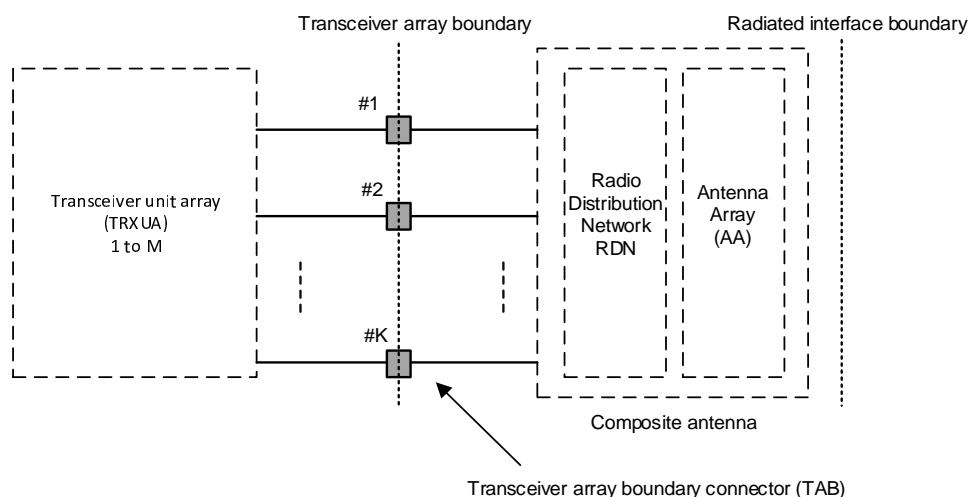 Transceiver array boundary
Radiated interface boundary
#1
#2
#K
Transceiver unit array
(TRXUA)
1 to M
Radio
Distribution
Network
RDN
Antenna
Array
(AA)
Composite antenna
Transceiver array boundary connector (TAB)